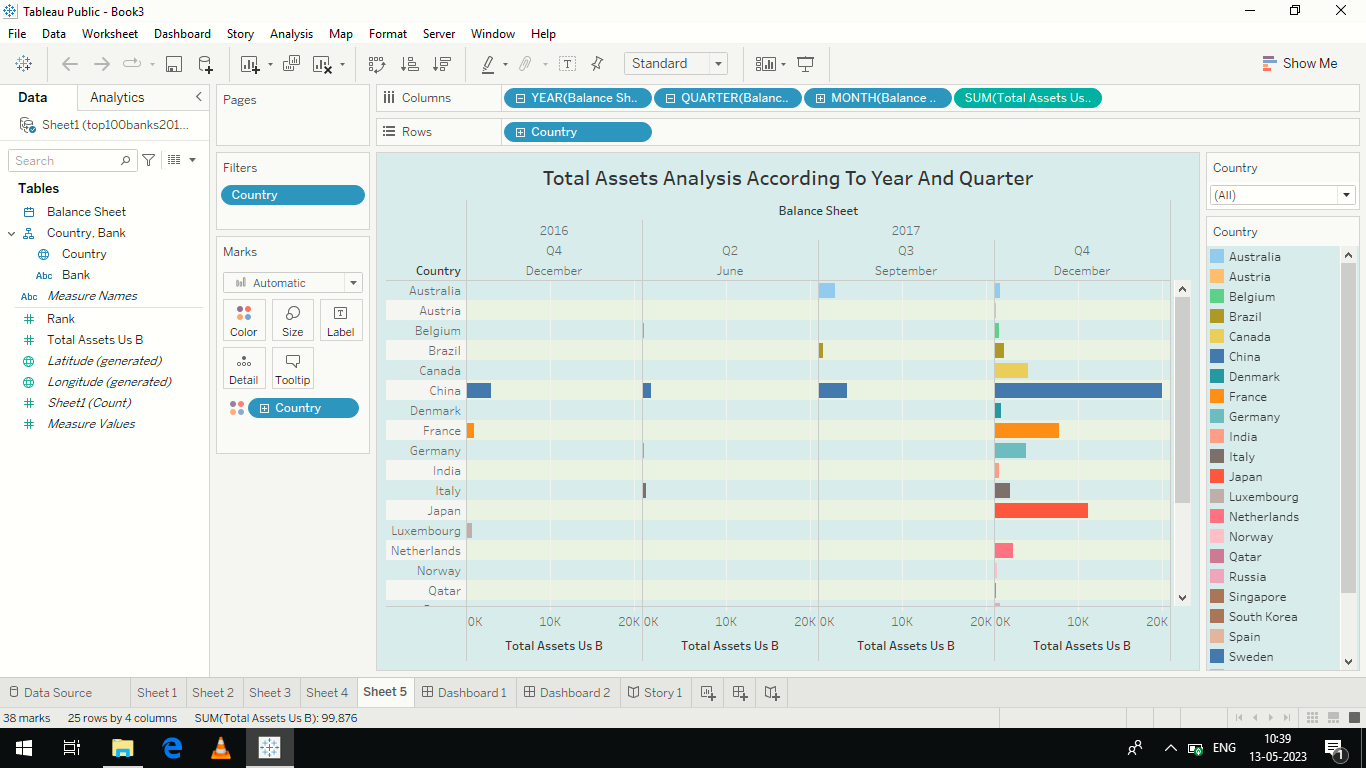 Tableau Public - Book3
File Data Worksheet Dashboard Story Analysis Map Format Server Window Help
Standard
Show Me
Data Analytics
Sheet1 (top100banks201...
Search
Tables
Balance Sheet
Country, Bank
Country
Abc Bank
Abc Measure Names
Rank
Total Assets Us B
Latitude (generated)
Longitude (generated)
Sheet1 (Count)
Measure Values
Pages
Filters
Country
Marks
Automatic
Color Size Label
Detail Tooltip
Country
Columns YEAR(Balance Sh.. QUARTER(Balanc.. MONTH(Balance .. SUM(Total Assets Us..
Rows Country
Total Assets Analysis According To Year And Quarter
Balance Sheet
2016 2017
Q4 Q2 Q3 Q4
Country December June September December
Australia
Austria
Belgium
Brazil
Canada
China
Denmark
France
Germany
India
Italy
Japan
Luxembourg
Netherlands
Norway
Qatar
0K 10K 20K 0K 10K 20K 0K 10K 20K 0K 10K 20K
Total Assets Us B Total Assets Us B Total Assets Us B Total Assets Us B
Country
(All)
Country
Australia
Austria
Belgium
Brazil
Canada
China
Denmark
France
Germany
India
Italy
Japan
Luxembourg
Netherlands
Norway
Qatar
Russia
Singapore
South Korea
Spain
Sweden
Data Source Sheet 1 Sheet 2 Sheet 3 Sheet 4 Sheet 5 Dashboard 1 Dashboard 2 Story 1
38 marks 25 rows by 4 columns SUM(Total Assets Us B): 99,876
ENG 10:39
13-05-2023
1